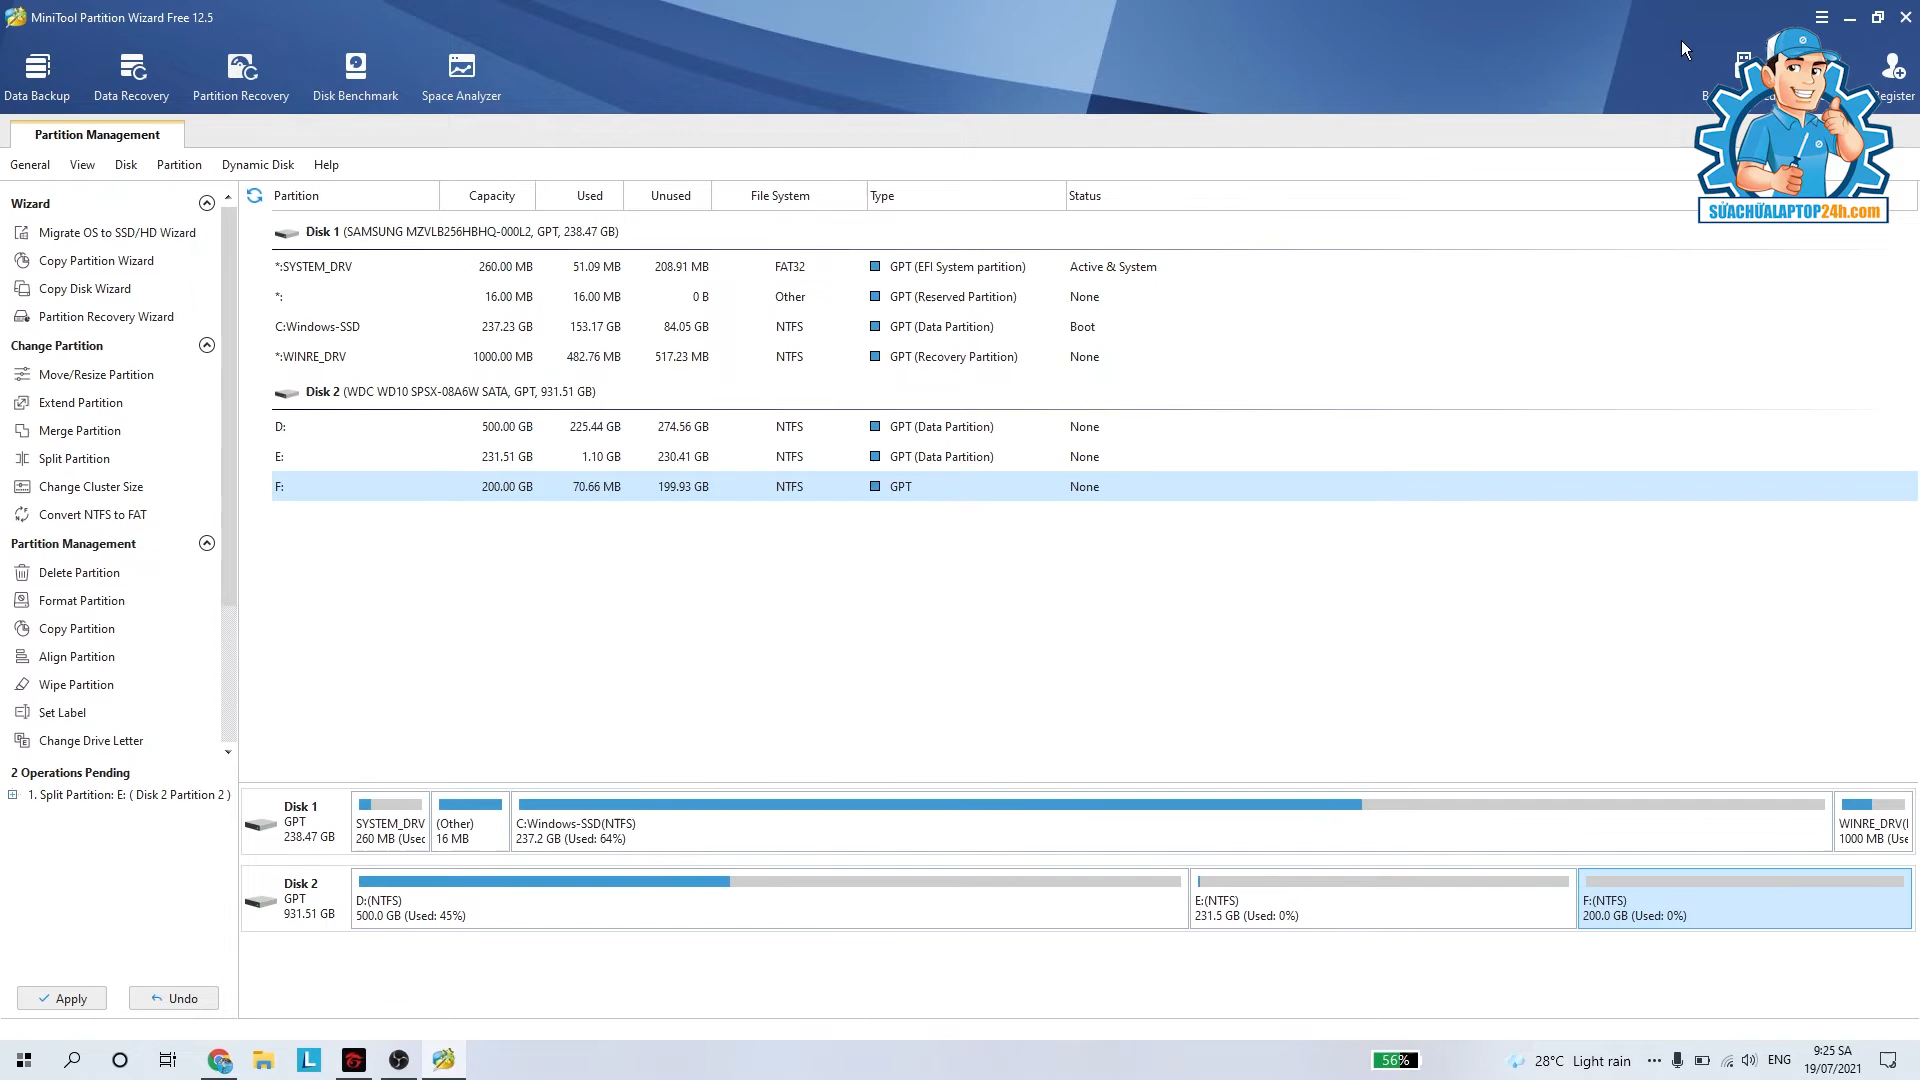 MiniTool Partition Wizard Free 12.5
Data Backup
Data Recovery
Partition Recovery
Disk Benchmark
Space Analyzer
Register
SỬACHỮALAPTOP24h.com
Partition Management
General View Disk Partition Dynamic Disk Help
Wizard
Migrate OS to SSD/HD Wizard
Copy Partition Wizard
Copy Disk Wizard
Partition Recovery Wizard
Change Partition
Move/Resize Partition
Extend Partition
Merge Partition
Split Partition
Change Cluster Size
Convert NTFS to FAT
Partition Management
Delete Partition
Format Partition
Copy Partition
Align Partition
Wipe Partition
Set Label
Change Drive Letter
2 Operations Pending
1. Split Partition: E: ( Disk 2 Partition 2 )
Apply
Undo
Partition Capacity Used Unused File System Type Status
Disk 1 (SAMSUNG MZVLB256HBHQ-000L2, GPT, 238.47 GB)
*:SYSTEM_DRV 260.00 MB 51.09 MB 208.91 MB FAT32 GPT (EFI System partition) Active & System
*: 16.00 MB 16.00 MB 0 B Other GPT (Reserved Partition) None
C:Windows-SSD 237.23 GB 153.17 GB 84.05 GB NTFS GPT (Data Partition) Boot
*:WINRE_DRV 1000.00 MB 482.76 MB 517.23 MB NTFS GPT (Recovery Partition) None
Disk 2 (WDC WD10 SPSX-08A6W SATA, GPT, 931.51 GB)
D: 500.00 GB 225.44 GB 274.56 GB NTFS GPT (Data Partition) None
E: 231.51 GB 1.10 GB 230.41 GB NTFS GPT (Data Partition) None
F: 200.00 GB 70.66 MB 199.93 GB NTFS GPT None
Disk 1
GPT
238.47 GB
SYSTEM_DRV
260 MB (Used
(Other)
16 MB
C:Windows-SSD(NTFS)
237.2 GB (Used: 64%)
WINRE_DRV(
1000 MB (Use
Disk 2
GPT
931.51 GB
D:(NTFS)
500.0 GB (Used: 45%)
E:(NTFS)
231.5 GB (Used: 0%)
F:(NTFS)
200.0 GB (Used: 0%)
56%
28°C Light rain
ENG
9:25 SA
19/07/2021